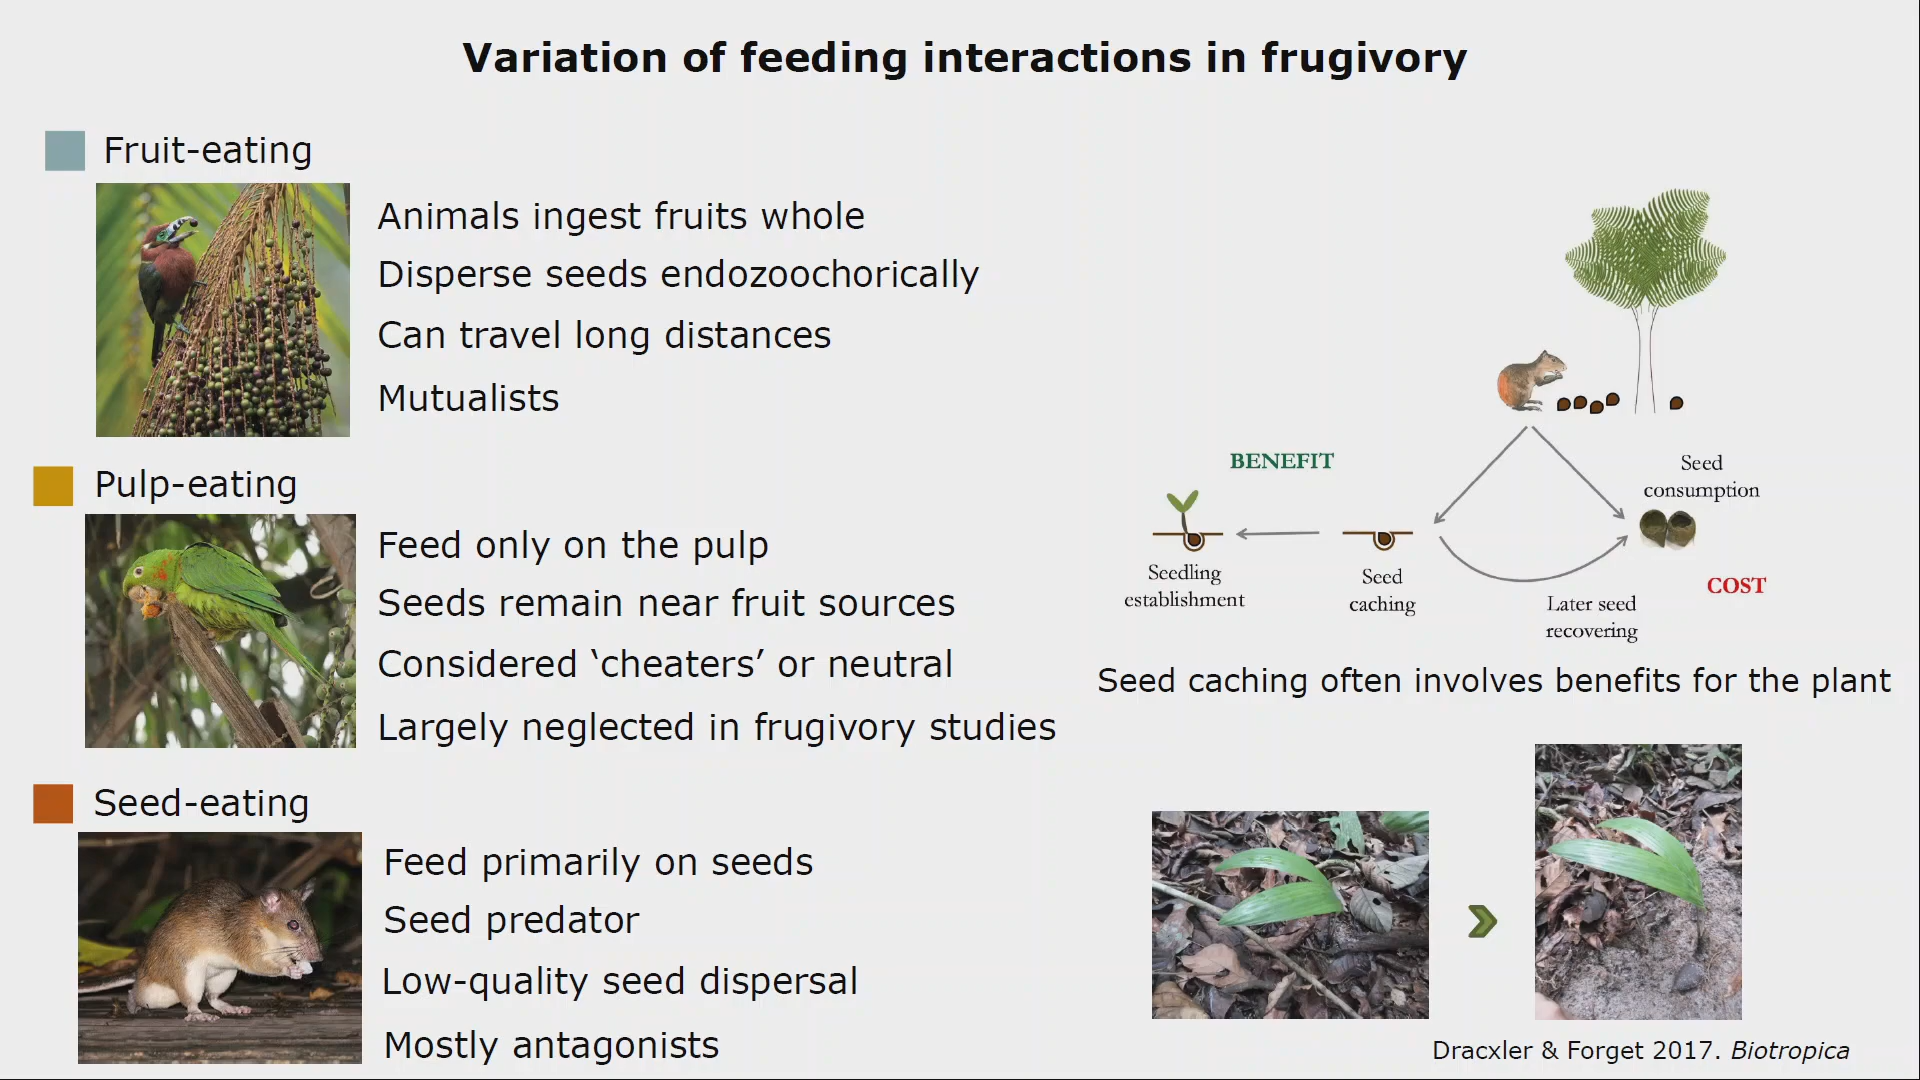 Variation of feeding interactions in frugivory
Fruit-eating
Animals ingest fruits whole
Disperse seeds endozoochorically
Can travel long distances
Mutualists
Pulp-eating
Feed only on the pulp
Seeds remain near fruit sources
Considered ‘cheaters’ or neutral
Largely neglected in frugivory studies
Seed-eating
Feed primarily on seeds
Seed predator
Low-quality seed dispersal
Mostly antagonists
BENEFIT
Seed
consumption
Seedling
establishment
Seed
caching
COST
Later seed
recovering
Seed caching often involves benefits for the plant
Dracxler & Forget 2017. Biotropica